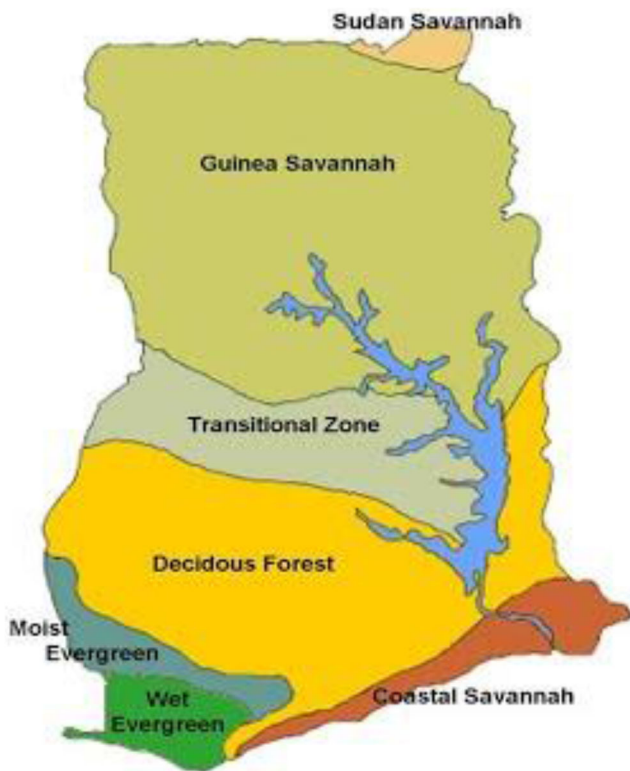 Sudan Savannah
Guinea Savannah
Transitional Zone
Decidous Forest
Moist
Evergreen
Wet
Evergreen
Coastal Savannah